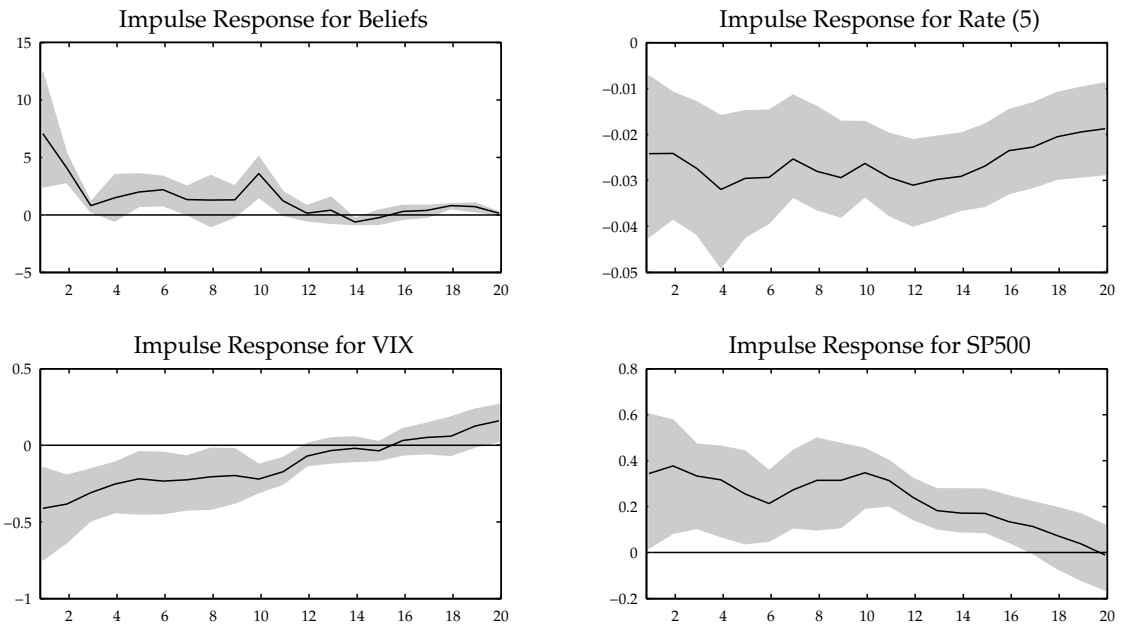 Impulse Response for Beliefs
15
10
5
0
−5
2 4 6 8 10 12 14 16 18 20
Impulse Response for Rate (5)
0
−0.01
−0.02
−0.03
−0.04
−0.05
2 4 6 8 10 12 14 16 18 20
Impulse Response for VIX
0.5
0
−0.5
−1
2 4 6 8 10 12 14 16 18 20
Impulse Response for SP500
0.8
0.6
0.4
0.2
0
−0.2
2 4 6 8 10 12 14 16 18 20